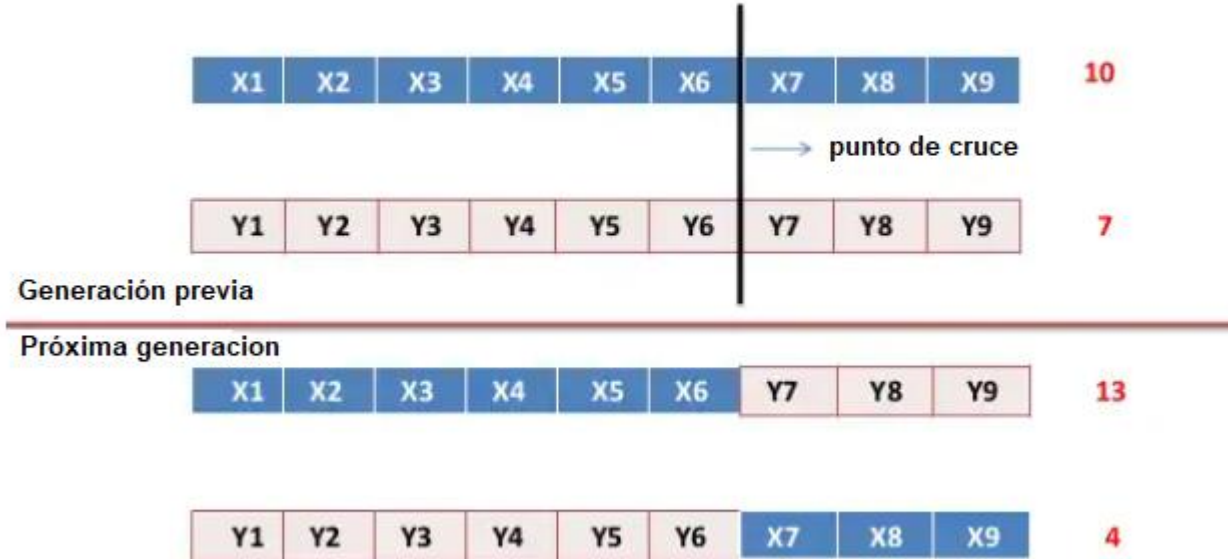 X1 X2 X3 X4 X5 X6 X7 X8 X9 10
punto de cruce
Y1 Y2 Y3 Y4 Y5 Y6 Y7 Y8 Y9 7
Generación previa
Próxima generacion
X1 X2 X3 X4 X5 X6 Y7 Y8 Y9 13
Y1 Y2 Y3 Y4 Y5 Y6 X7 X8 X9 4